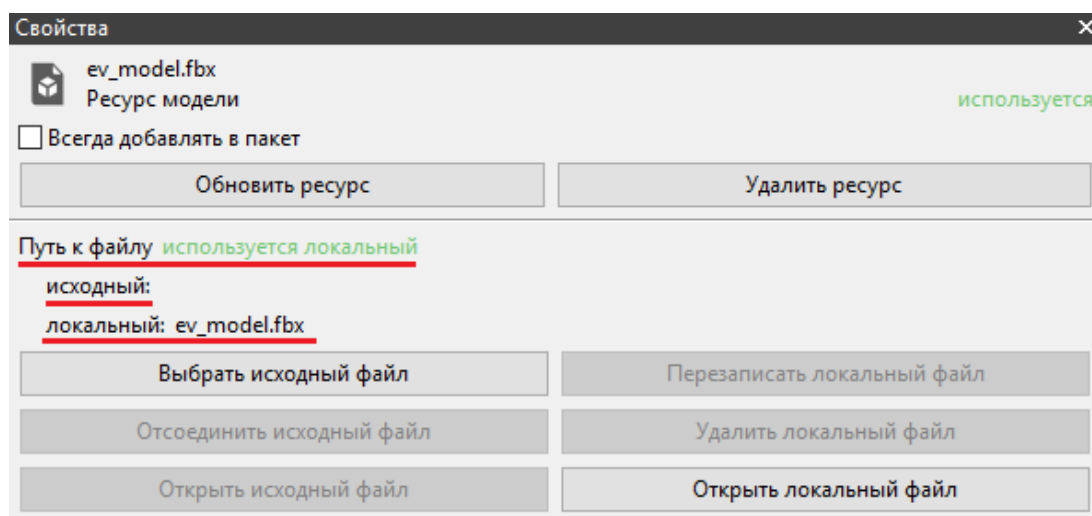 Свойства
ev_model.fbx
Ресурс модели
используется
Всегда добавлять в пакет
Обновить ресурс
Удалить ресурс
Путь к файлу используется локальный
исходный:
локальный: ev_model.fbx
Выбрать исходный файл
Перезаписать локальный файл
Отсоединить исходный файл
Удалить локальный файл
Открыть исходный файл
Открыть локальный файл